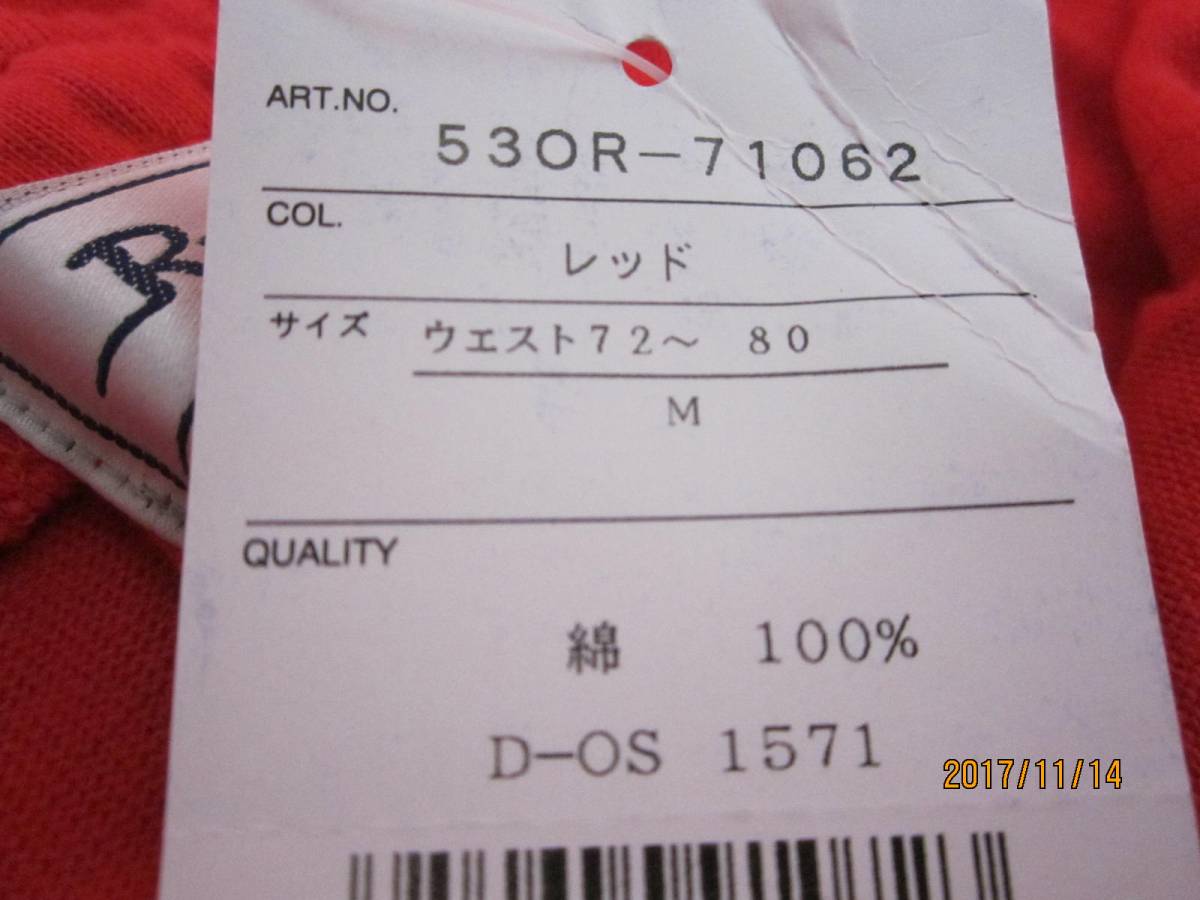 ART.NO.
53OR-71062
COL.
レッド
サイズ ウエスト72～ 80
M
QUALITY
綿 100%
D-OS 1571
2017/11/14